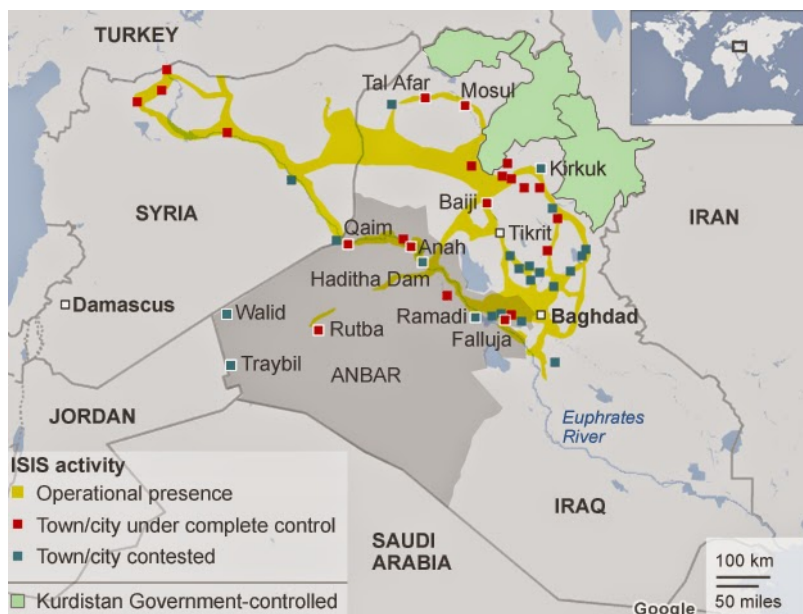 TURKEY
Tal Afar
Mosul
Kirkuk
Baiji
SYRIA
IRAN
Qaim
Tikrit
Anah
Haditha Dam
Damascus
Walid
Ramadi
Baghdad
Rutba
Falluja
Traybil
ANBAR
JORDAN
Euphrates
River
ISIS activity
Operational presence
Town/city under complete control
IRAQ
Town/city contested
SAUDI
ARABIA
100 km
50 miles
Kurdistan Government-controlled
Google